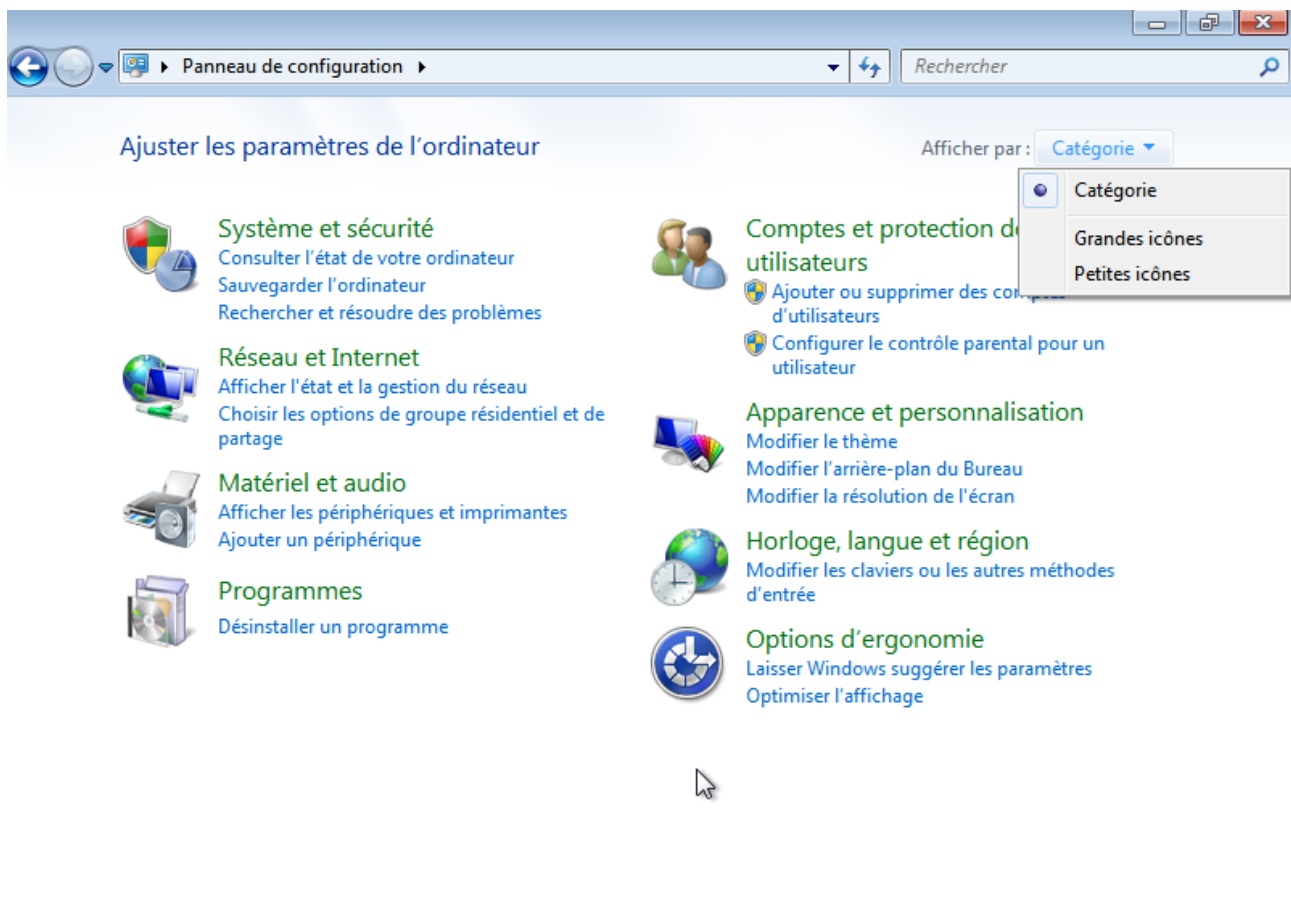 Panneau de configuration
Rechercher
Ajuster les paramètres de l'ordinateur
Afficher par :
Catégorie
Catégorie
Grandes icônes
Petites icônes
Système et sécurité
Consulter l'état de votre ordinateur
Sauvegarder l'ordinateur
Rechercher et résoudre des problèmes
Réseau et Internet
Afficher l'état et la gestion du réseau
Choisir les options de groupe résidentiel et de
partage
Matériel et audio
Afficher les périphériques et imprimantes
Ajouter un périphérique
Programmes
Désinstaller un programme
Comptes et protection
utilisateurs
Ajouter ou supprimer des
d'utilisateurs
Configurer le contrôle parental pour un
utilisateur
Apparence et personnalisation
Modifier le thème
Modifier l'arrière-plan du Bureau
Modifier la résolution de l'écran
Horloge, langue et région
Modifier les claviers ou les autres méthodes
d'entrée
Options d'ergonomie
Laisser Windows suggérer les paramètres
Optimiser l'affichage